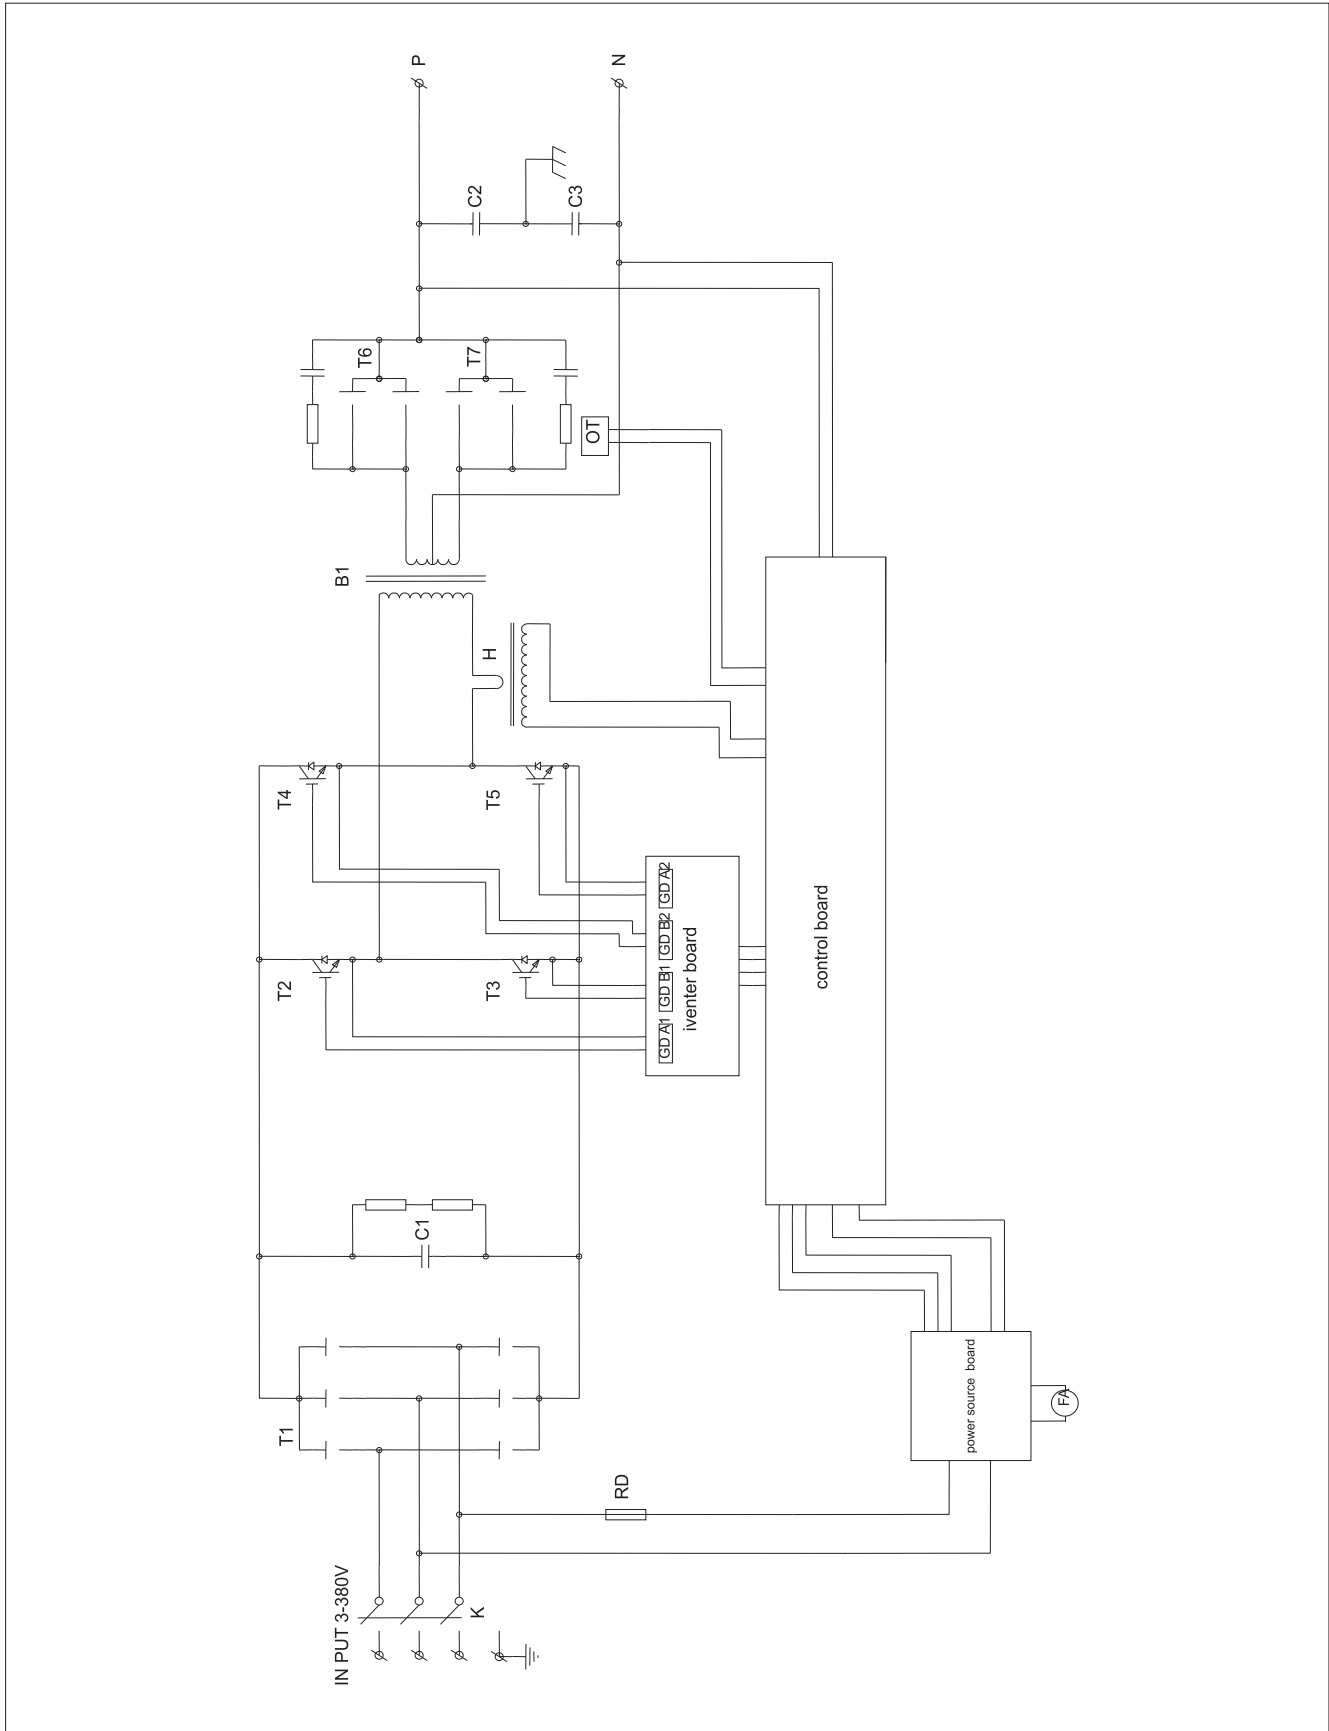 P
N
C2
C3
T6
T7
OT
B1
H
T4
T5
T2
T3
GD A2
GD B2
GD B1
GD A1
iventer board
control board
C1
T1
power source board
FA
RD
IN PUT 3-380V
K